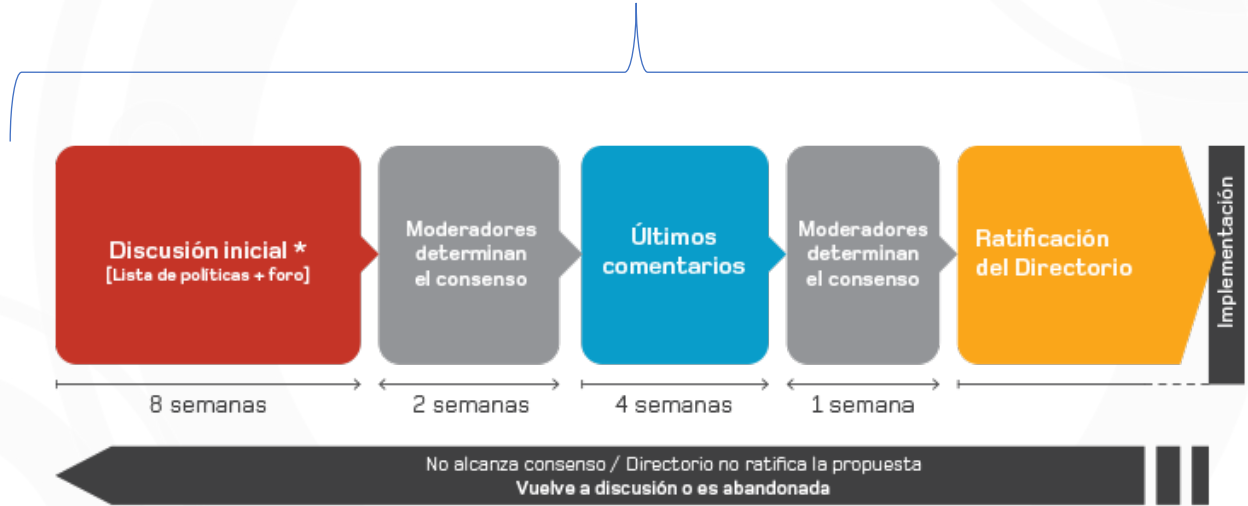 Discusión inicial *
[Lista de políticas + foro]
Moderadores
determinan
el consenso
Últimos
comentarios
Moderadores
determinan
el consenso
Ratificación
del Directorio
Implementación
8 semanas
2 semanas
4 semanas
1 semana
No alcanza consenso / Directorio no ratifica la propuesta
Vuelve a discusión o es abandonada